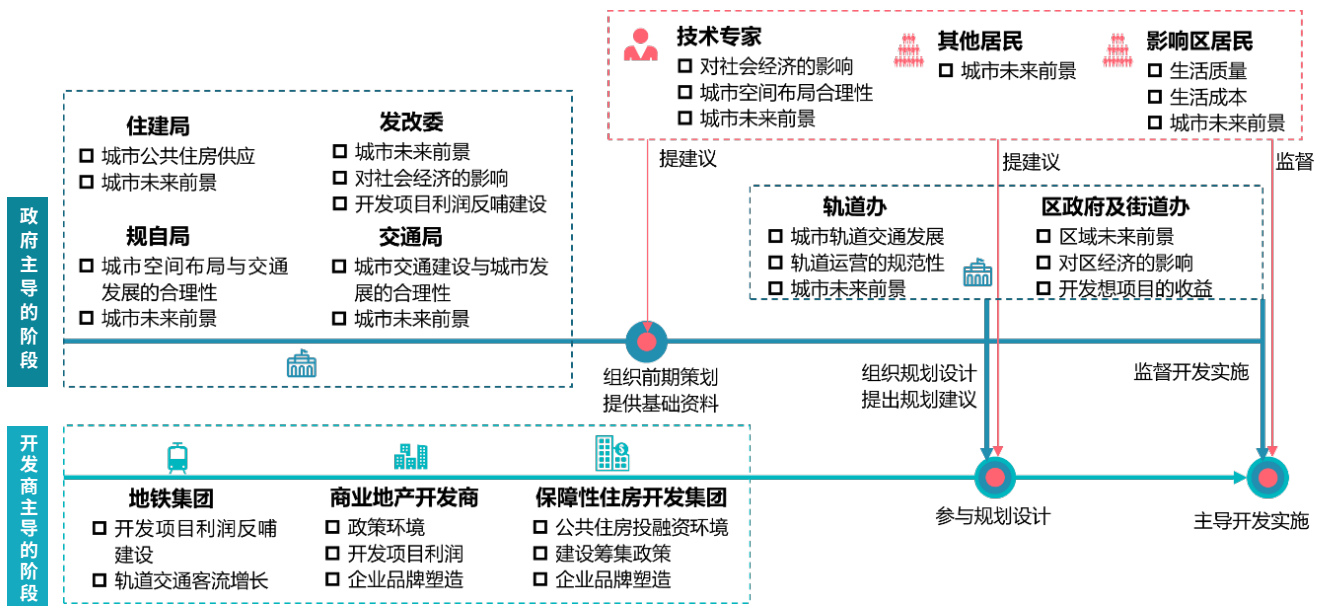 技术专家
对社会经济的影响
城市空间布局合理性
城市未来前景
其他居民
城市未来前景
影响区居民
生活质量
生活成本
城市未来前景
提建议
提建议
监督
政府主导的阶段
住建局
城市公共住房供应
城市未来前景
发改委
城市未来前景
对社会经济的影响
开发项目利润反哺建设
规自局
城市空间布局与交通
发展的合理性
城市未来前景
交通局
城市交通建设与城市发
展的合理性
城市未来前景
轨道办
城市轨道交通发展
轨道运营的规范性
城市未来前景
区政府及街道办
区域未来前景
对区经济的影响
开发想项目的收益
组织前期策划
提供基础资料
组织规划设计
提出规划建议
监督开发实施
开发商主导的阶段
地铁集团
开发项目利润反哺
建设
轨道交通客流增长
商业地产开发商
政策环境
开发项目利润
企业品牌塑造
保障性住房开发集团
公共住房投融资环境
建设筹集政策
企业品牌塑造
参与规划设计
主导开发实施